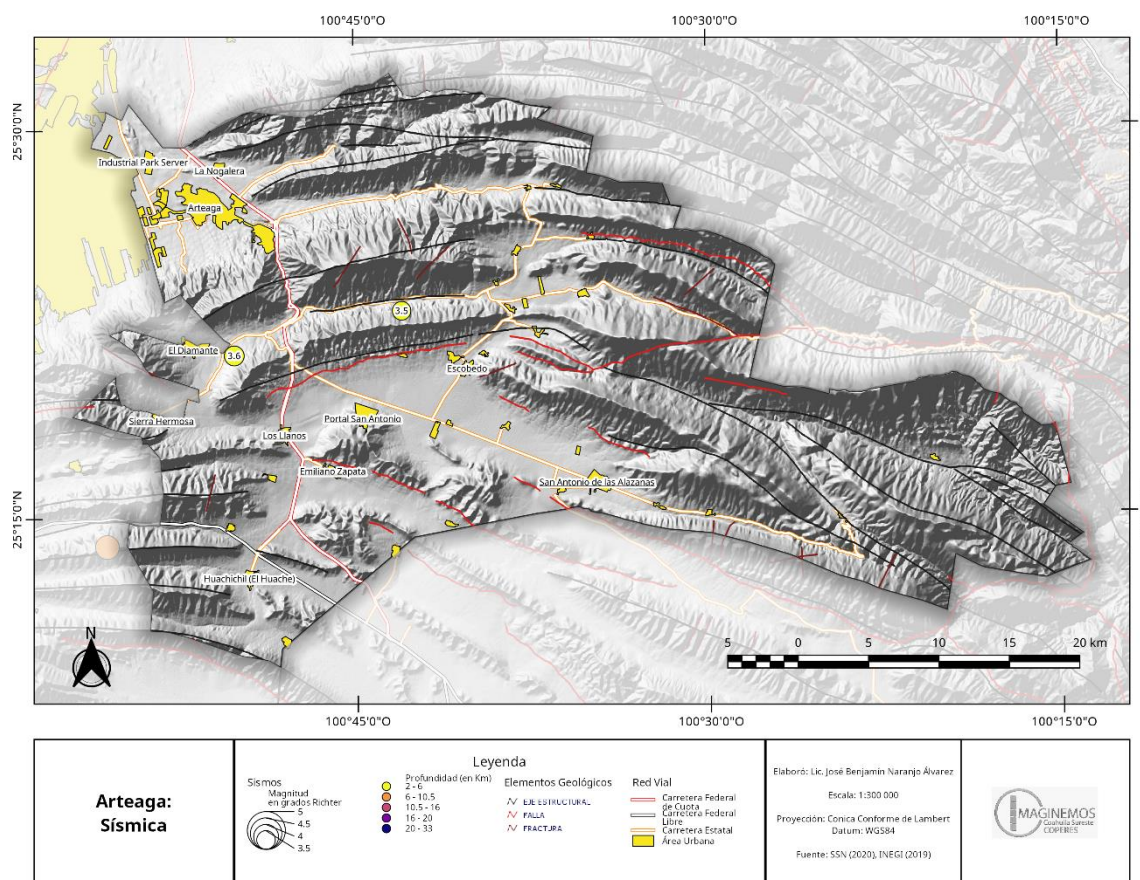 100°45'0"O
100°30'0"O
100°15'0"O
25°30'0"N
Industrial Park Server
La Nogalera
Arteaga
3.5
El Diamante
3.6
Escobedo
Sierra Hermosa
Portal San Antonio
Los Llanos
Emiliano Zapata
San Antonio de las Alazanas
25°15'0"N
Huachichil (El Huache)
N
5 0 5 10 15 20 km
100°45'0"O
100°30'0"O
100°15'0"O
Arteaga:
Sísmica
Leyenda
Sismos
Magnitud
en grados Richter
5
4.5
4
3.5
Profundidad (en Km)
2 - 6
6 - 10.5
10.5 - 16
16 - 20
20 - 33
Elementos Geológicos
EJE ESTRUCTURAL
FALLA
FRACTURA
Red Vial
Carretera Federal
de Cuota
Carretera Federal
Libre
Carretera Estatal
Área Urbana
Elaboró: Lic. José Benjamín Naranjo Álvarez
Escala: 1:300 000
Proyección: Conica Conforme de Lambert
Datum: WGS84
Fuente: SSN (2020), INEGI (2019)
IMAGINEMOS
Coahuila Sureste
COPERES